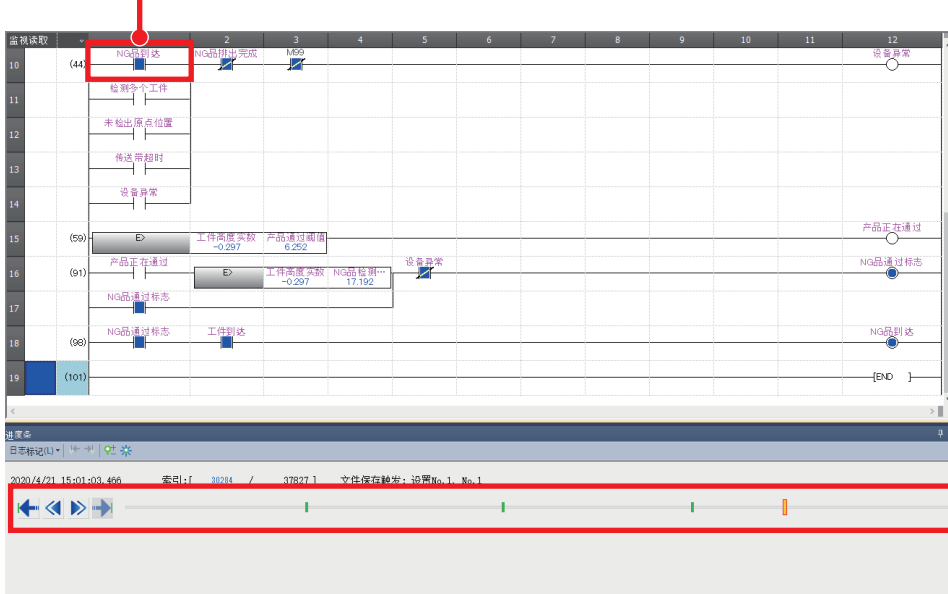 监视读取 2 3 4 5 6 7 8 9 10 11 12
NG品到达 NG品排出完成 M99 设备异常
10 (44)
检测多个工件
11
未检出原点位置
12
传送带超时
13
设备异常
14
产品正在通过
15 (59) E> 工件高度实数 产品通过阈值
-0.297 6.252
产品正在通过 设备异常 NG品通过标志
16 (91) E> 工件高度实数 NG品检测…
-0.297 17.192
NG品通过标志
17
NG品通过标志 工件到达 NG品到达
18 (98)
19 (101) [END ]
进度条
日志标记(L)
2020/4/21 15:01:03.466 索引:[ 30284 / 37827 ] 文件保存触发: 设置No.1, No.1